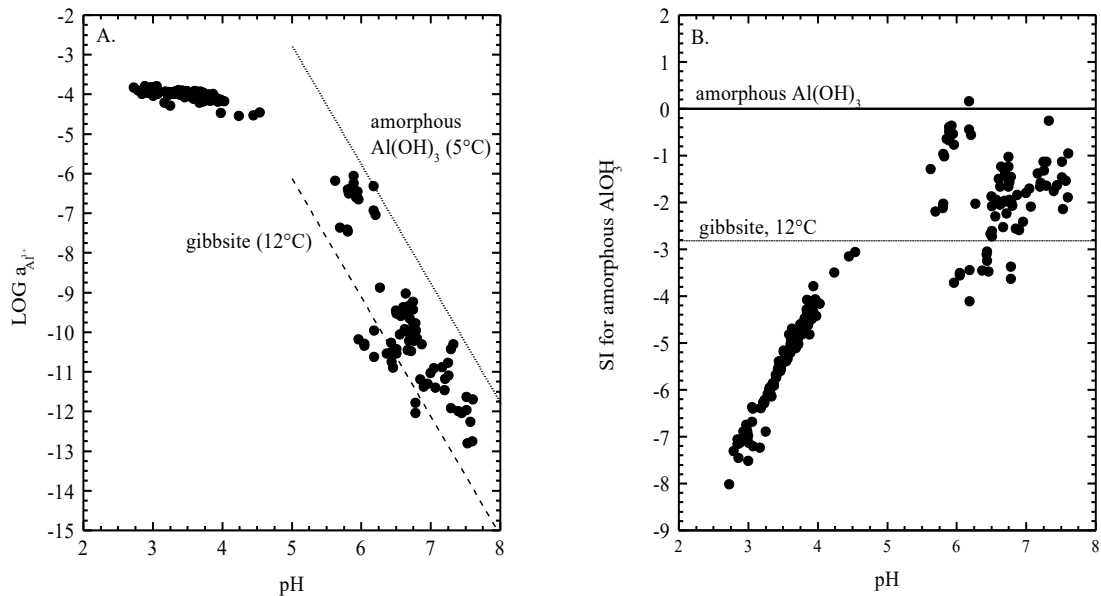 A.
-2
-3
-4
-5
-6
-7
-8
-9
-10
-11
-12
-13
-14
-15
2 3 4 5 6 7 8
pH
LOG a Al3+
amorphous
Al(OH)3 (5°C)
gibbsite (12°C)
B.
2
1
0
-1
-2
-3
-4
-5
-6
-7
-8
-9
2 3 4 5 6 7 8
pH
SI for amorphous AlOH3
amorphous Al(OH)3
gibbsite, 12°C